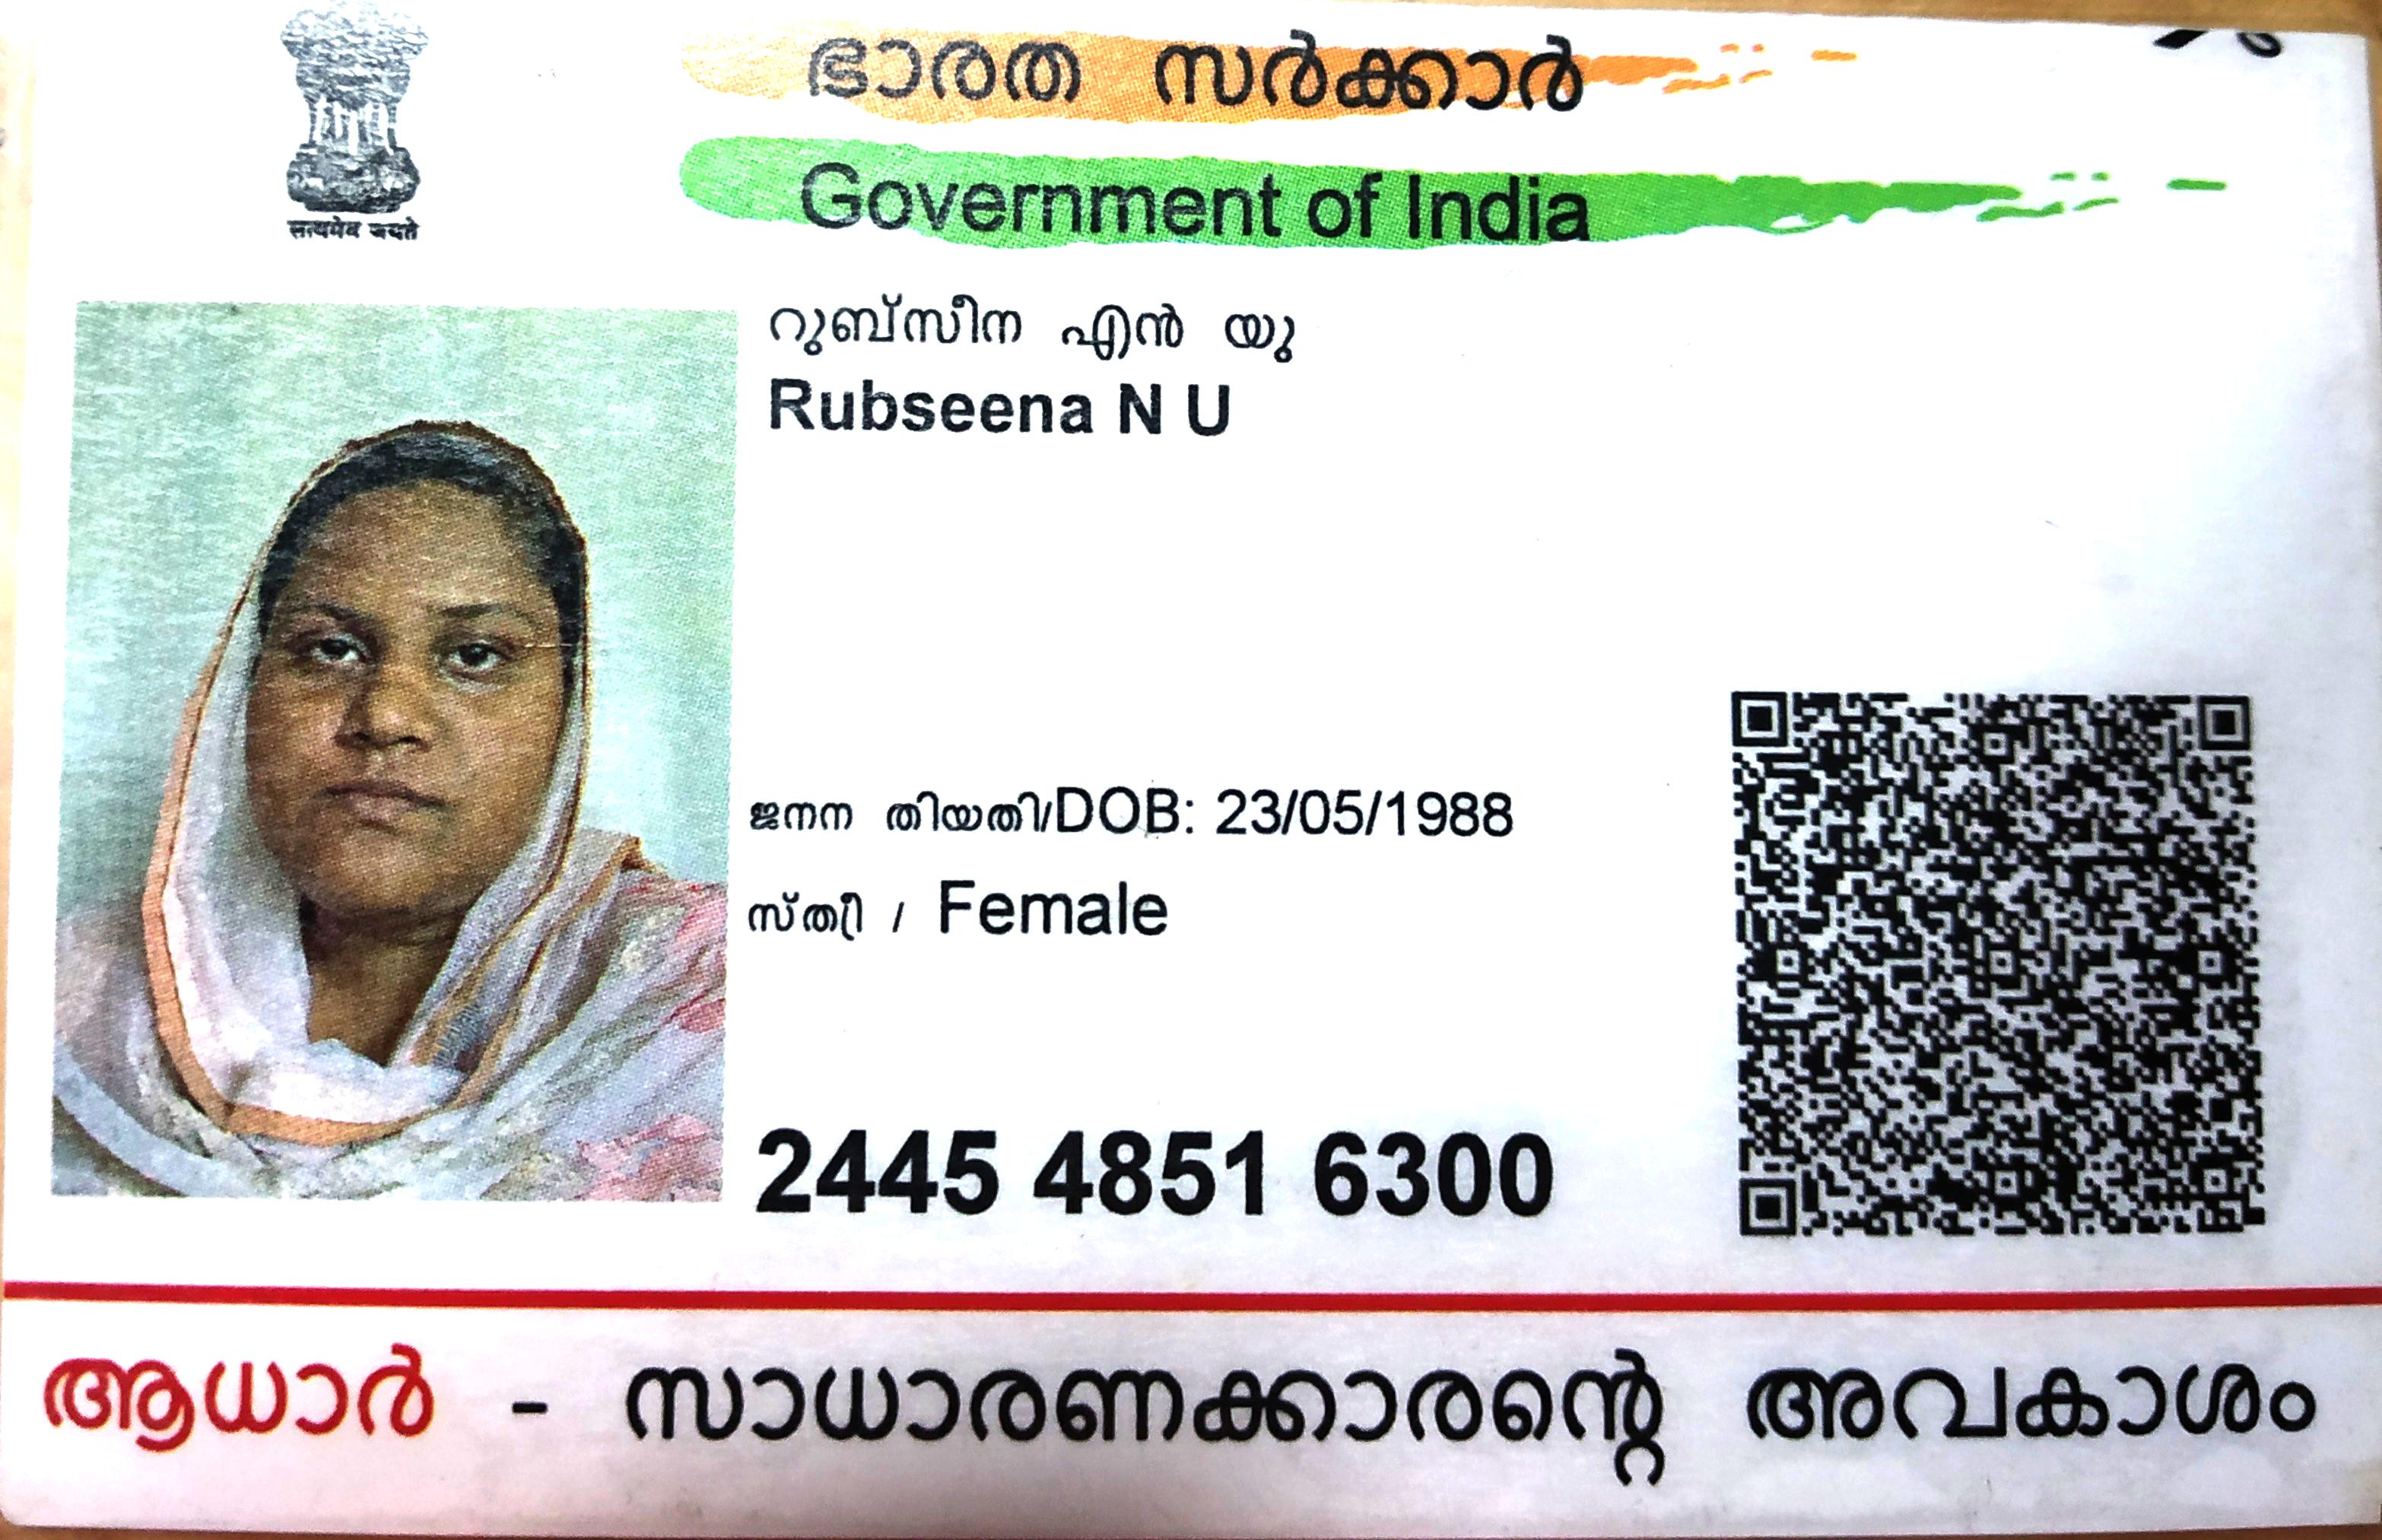 ഭാരത സർക്കാർ
Government of India
सत्यमेव जयते
റുബ്സീന എൻ യു
Rubseena N U
ജനന തിയതി/DOB: 23/05/1988
സ്ത്രീ / Female
2445 4851 6300
ആധാർ - സാധാരണക്കാരന്റെ അവകാശം